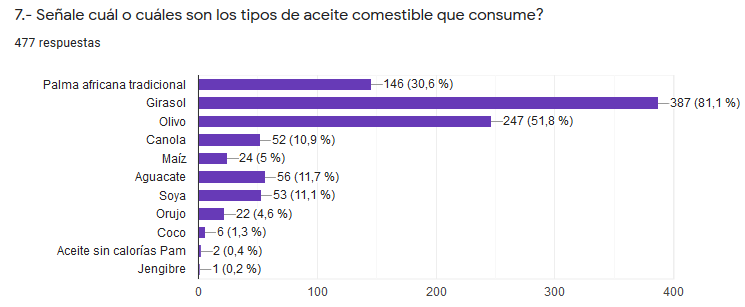 7.- Señale cuál o cuáles son los tipos de aceite comestible que consume?
477 respuestas
Palma africana tradicional 146 (30,6 %)
Girasol 387 (81,1 %)
Olivo 247 (51,8 %)
Canola 52 (10,9 %)
Maíz 24 (5 %)
Aguacate 56 (11,7 %)
Soya 53 (11,1 %)
Orujo 22 (4,6 %)
Coco 6 (1,3 %)
Aceite sin calorías Pam 2 (0,4 %)
Jengibre 1 (0,2 %)
0 100 200 300 400